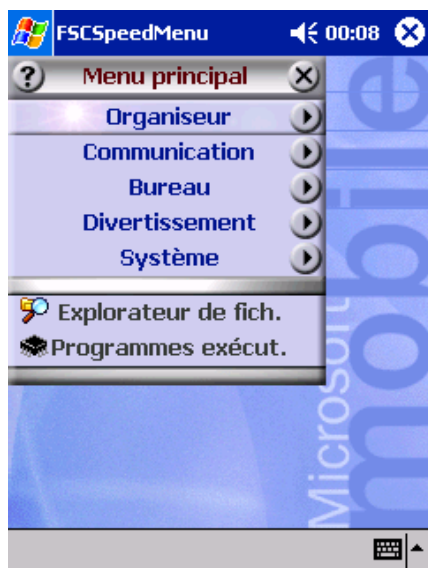 FSCSpeedMenu 00:08
Menu principal
Organiseur
Communication
Bureau
Divertissement
Système
Explorateur de fich.
Programmes exécut.
Microsoft
mobile